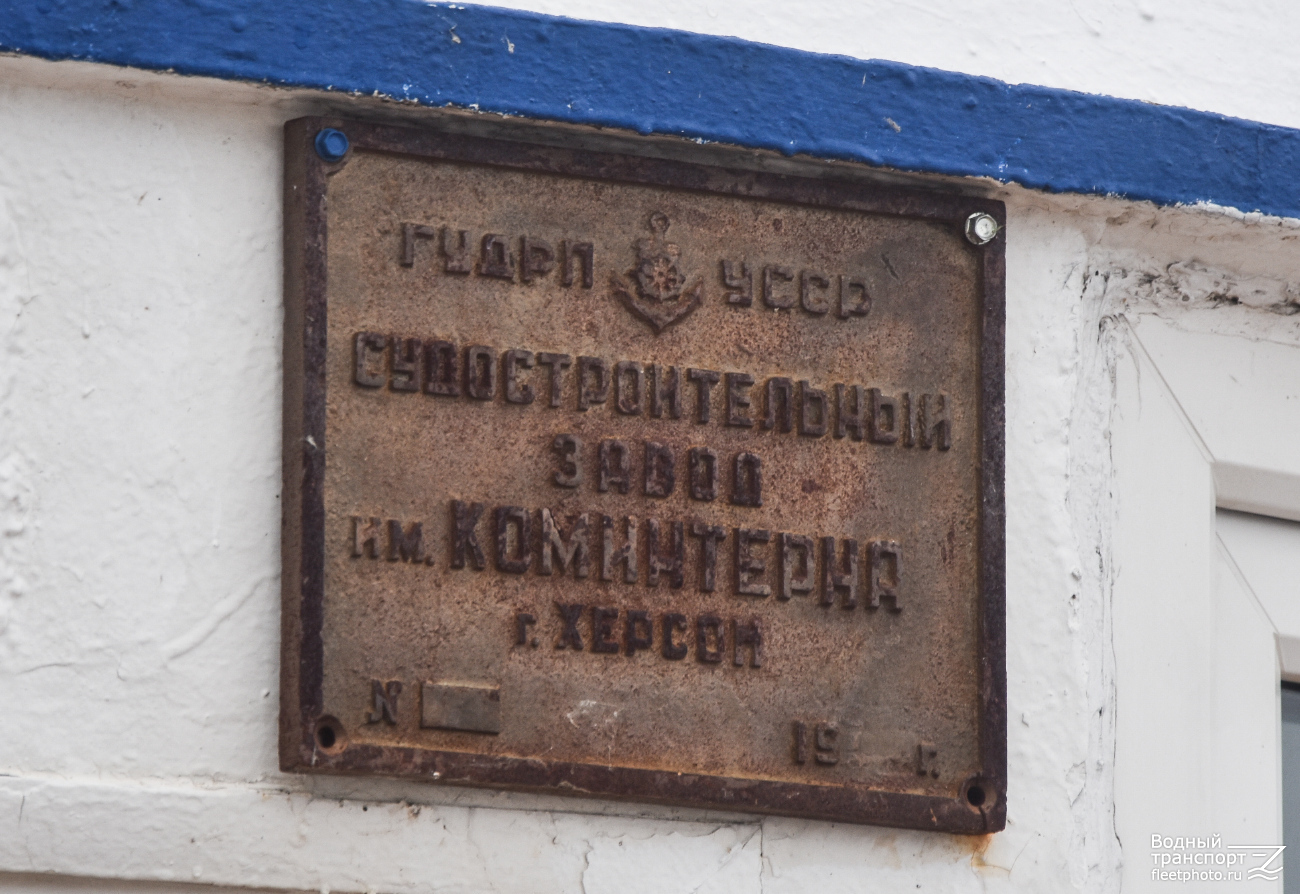 ГУДРП УССР
СУДОСТРОИТЕЛЬНЫЙ
ЗАВОД
ИМ. КОМИНТЕРНА
Г. ХЕРСОН
№
19 Г.
Водный
транспорт
fleetphoto.ru